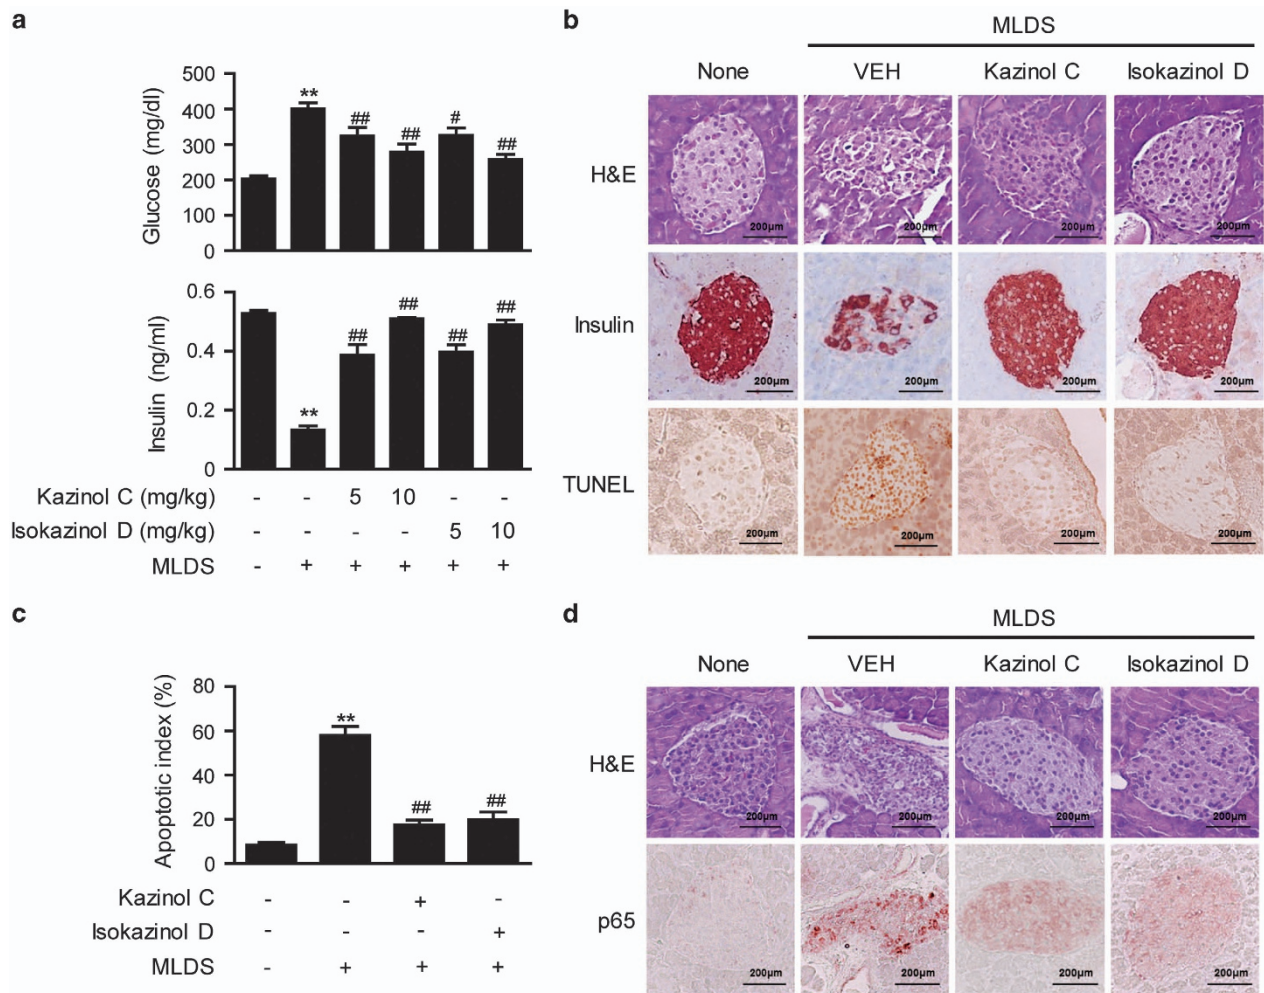 a
500
400
300
200
100
0
Glucose (mg/dl)
**
##
##
#
##
0.6
0.4
0.2
0
Insulin (ng/ml)
**
##
##
##
##
Kazinol C (mg/kg) - - 5 10 - -
Isokazinol D (mg/kg) - - - - 5 10
MLDS - + + + + +
b
MLDS
None VEH Kazinol C Isokazinol D
H&E
200µm 200µm 200µm 200µm
Insulin
200µm 200µm 200µm 200µm
TUNEL
200µm 200µm 200µm 200µm
c
80
60
40
20
0
Apoptotic index (%)
**
##
##
Kazinol C - - + -
Isokazinol D - - - +
MLDS - + + +
d
MLDS
None VEH Kazinol C Isokazinol D
H&E
200µm 200µm 200µm 200µm
p65
200µm 200µm 200µm 200µm